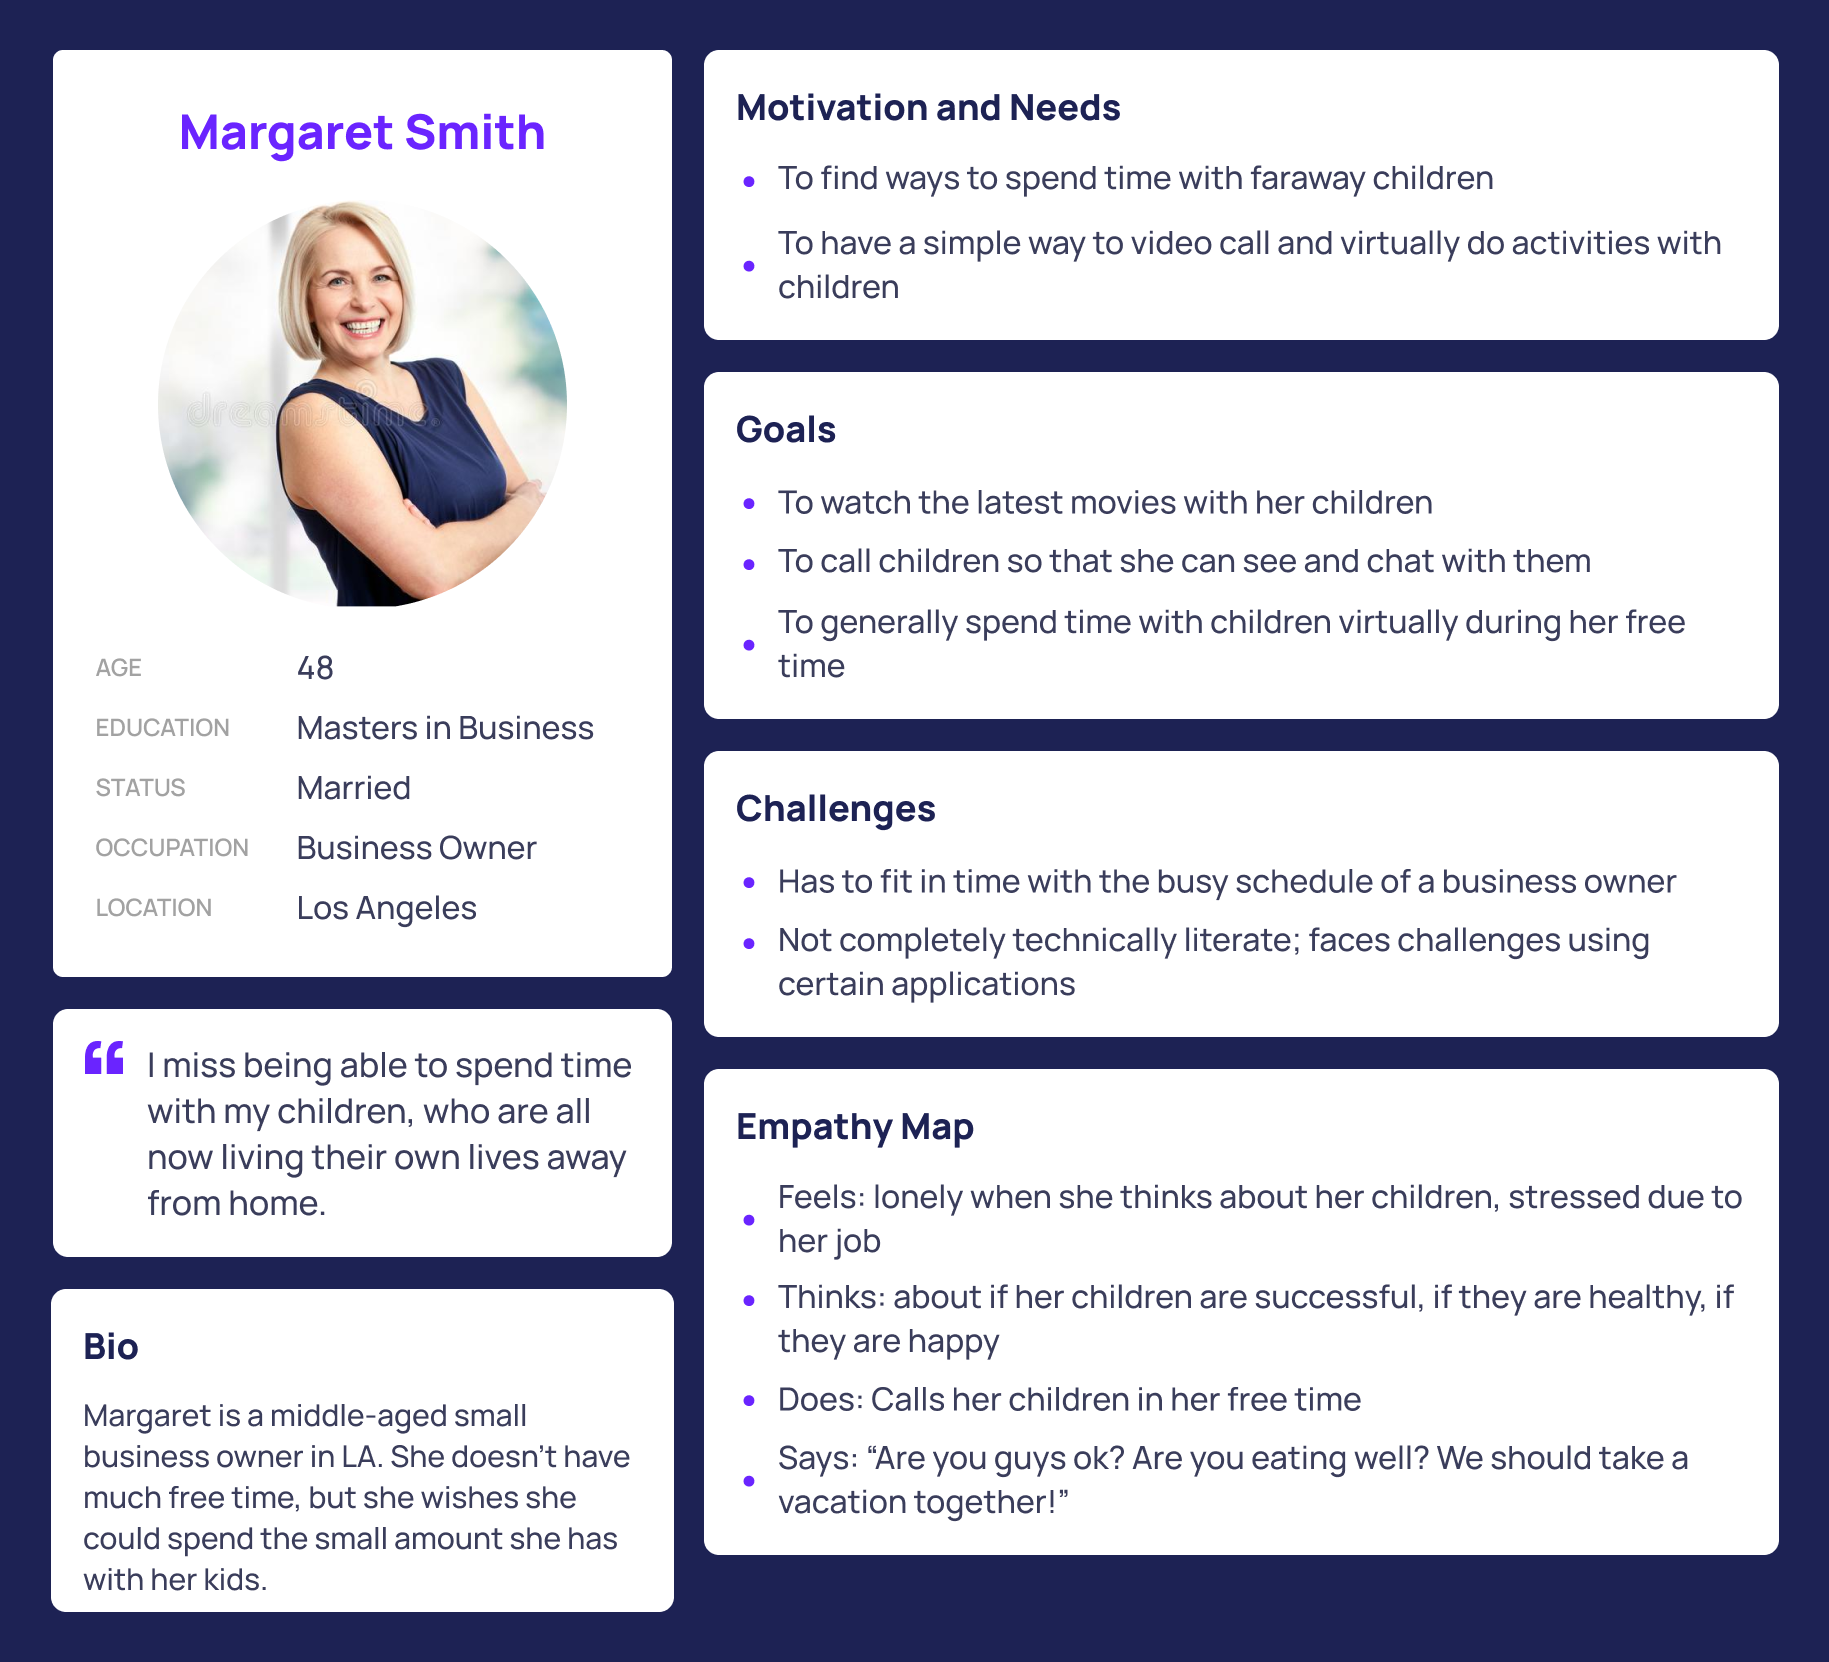 Margaret Smith
dreamstime.
AGE 48
EDUCATION Masters in Business
STATUS Married
OCCUPATION Business Owner
LOCATION Los Angeles
“ I miss being able to spend time
with my children, who are all
now living their own lives away
from home.
Bio
Margaret is a middle-aged small
business owner in LA. She doesn’t have
much free time, but she wishes she
could spend the small amount she has
with her kids.
Motivation and Needs
• To find ways to spend time with faraway children
• To have a simple way to video call and virtually do activities with
children
Goals
• To watch the latest movies with her children
• To call children so that she can see and chat with them
• To generally spend time with children virtually during her free
time
Challenges
• Has to fit in time with the busy schedule of a business owner
• Not completely technically literate; faces challenges using
certain applications
Empathy Map
• Feels: lonely when she thinks about her children, stressed due to
her job
• Thinks: about if her children are successful, if they are healthy, if
they are happy
• Does: Calls her children in her free time
• Says: “Are you guys ok? Are you eating well? We should take a
vacation together!”